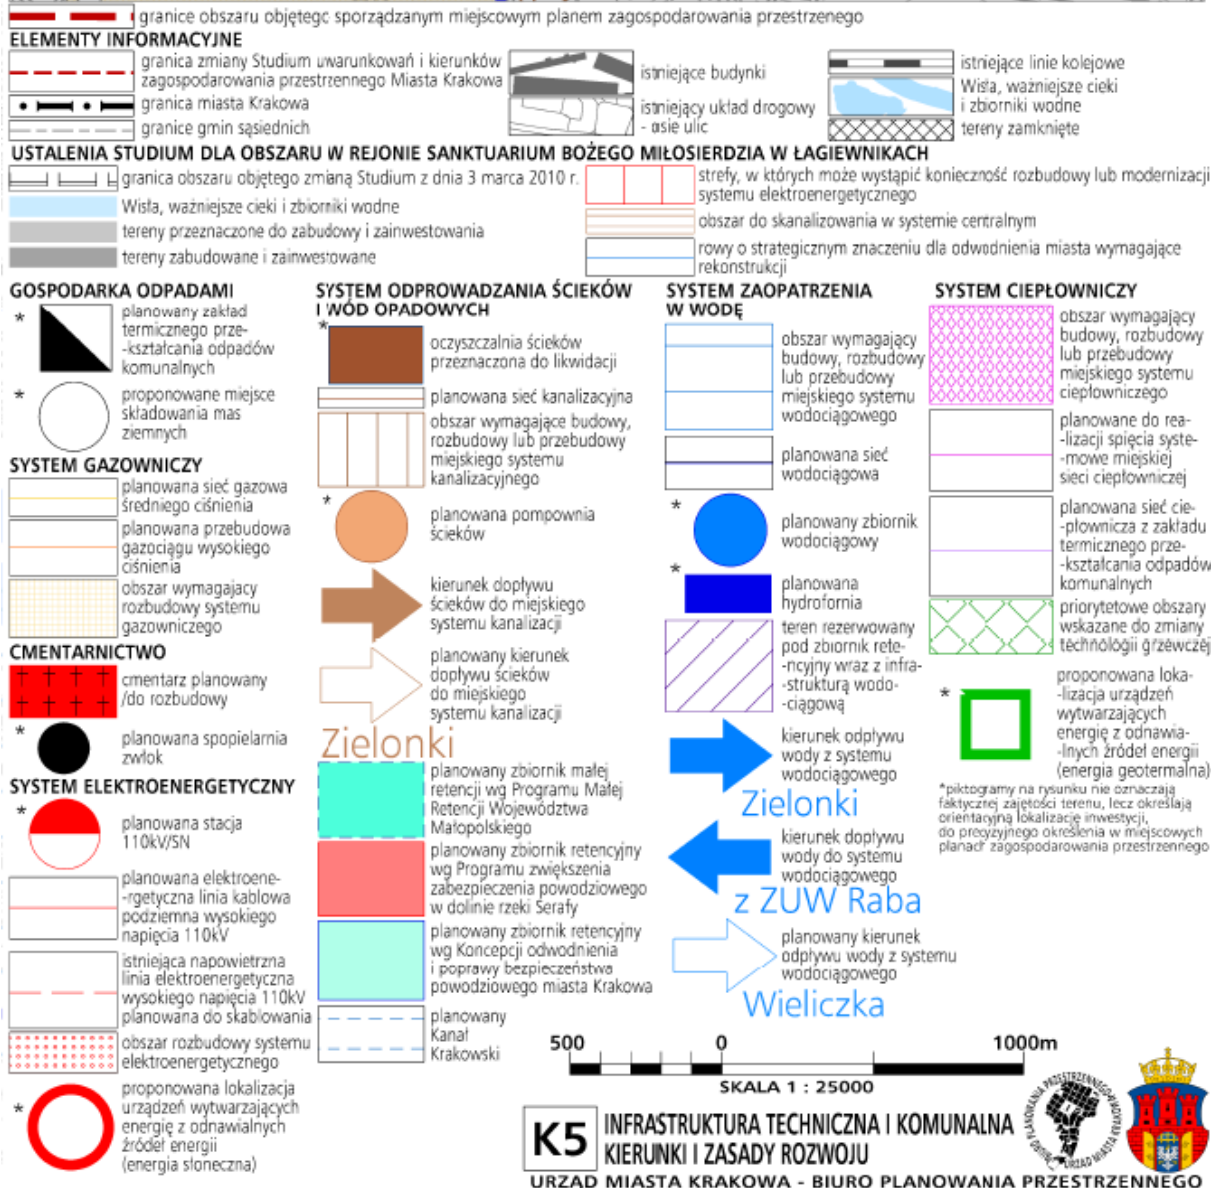 granice obszaru objętego sporządzanym miejscowym planem zagospodarowania przestrzenego
ELEMENTY INFORMACYJNE
granica zmiany Studium uwarunkowań i kierunków
zagospodarowania przestrzennego Miasta Krakowa
granica miasta Krakowa
granice gmin sąsiednich
istniejące budynki
istniejący układ drogowy
- osie ulic
istniejące linie kolejowe
Wisła, ważniejsze cieki
i zbiorniki wodne
tereny zamknięte
USTALENIA STUDIUM DLA OBSZARU W REJONIE SANKTUARIUM BOŻEGO MIŁOSIERDZIA W ŁAGIEWNIKACH
granica obszaru objętego zmianą Studium z dnia 3 marca 2010 r.
Wisła, ważniejsze cieki i zbiorniki wodne
tereny przeznaczone do zabudowy i zainwestowania
tereny zabudowane i zainwestowane
strefy, w których może wystąpić konieczność rozbudowy lub modernizacji
systemu elektroenergetycznego
obszar do skanalizowania w systemie centralnym
rowy o strategicznym znaczeniu dla odwodnienia miasta wymagające
rekonstrukcji
GOSPODARKA ODPADAMI
*
planowany zakład
termicznego prze-
-kształcania odpadów
komunalnych
*
proponowane miejsce
składowania mas
ziemnych
SYSTEM GAZOWNICZY
planowana sieć gazowa
średniego ciśnienia
planowana przebudowa
gazociągu wysokiego
ciśnienia
obszar wymagajacy
rozbudowy systemu
gazowniczego
CMENTARNICTWO
cmentarz planowany
/do rozbudowy
*
planowana spopielarnia
zwłok
SYSTEM ELEKTROENERGETYCZNY
*
planowana stacja
110kV/SN
planowana elektroene-
-rgetyczna linia kablowa
podziemna wysokiego
napięcia 110kV
istniejąca napowietrzna
linia elektroenergetyczna
wysokiego napięcia 110kV
planowana do skablowania
obszar rozbudowy systemu
elektroenergetycznego
*
proponowana lokalizacja
urządzeń wytwarzających
energię z odnawialnych
źródeł energii
(energia słoneczna)
SYSTEM ODPROWADZANIA ŚCIEKÓW
I WÓD OPADOWYCH
*
oczyszczalnia ścieków
przeznaczona do likwidacji
planowana sieć kanalizacyjna
obszar wymagające budowy,
rozbudowy lub przebudowy
miejskiego systemu
kanalizacyjnego
*
planowana pompownia
ścieków
kierunek dopływu
ścieków do miejskiego
systemu kanalizacji
planowany kierunek
dopływu ścieków
do miejskiego
systemu kanalizacji
Zielonki
planowany zbiornik małej
retencji wg Programu Małej
Retencji Województwa
Małopolskiego
planowany zbiornik retencyjny
wg Programu zwiększenia
zabezpieczenia powodziowego
w dolinie rzeki Serafy
planowany zbiornik retencyjny
wg Koncepcji odwodnienia
i poprawy bezpieczeństwa
powodziowego miasta Krakowa
planowany
Kanał
Krakowski
SYSTEM ZAOPATRZENIA
W WODĘ
obszar wymagający
budowy, rozbudowy
lub przebudowy
miejskiego systemu
wodociągowego
planowana sieć
wodociągowa
*
planowany zbiornik
wodociągowy
*
planowana
hydrofornia
teren rezerwowany
pod zbiornik rete-
-ncyjny wraz z infra-
-strukturą wodo-
-ciągową
kierunek odpływu
wody z systemu
wodociągowego
Zielonki
kierunek dopływu
wody do systemu
wodociągowego
z ZUW Raba
planowany kierunek
odpływu wody z systemu
wodociągowego
Wieliczka
SYSTEM CIEPŁOWNICZY
obszar wymagający
budowy, rozbudowy
lub przebudowy
miejskiego systemu
ciepłowniczego
planowane do rea-
-lizacji spięcia syste-
-mowe miejskiej
sieci ciepłowniczej
planowana sieć cie-
-płownicza z zakładu
termicznego prze-
-kształcania odpadów
komunalnych
priorytetowe obszary
wskazane do zmiany
technologii grzewczej
*
proponowana loka-
-lizacja urządzeń
wytwarzających
energię z odnawia-
-lnych źródeł energii
(energia geotermalna)
*piktogramy na rysunku nie oznaczają
faktycznej zajętości terenu, lecz określają
orientacyjną lokalizację inwestycji,
do precyzyjnego określenia w miejscowych
planach zagospodarowania przestrzennego
500 0 1000m
SKALA 1 : 25000
K5
INFRASTRUKTURA TECHNICZNA I KOMUNALNA
KIERUNKI I ZASADY ROZWOJU
URZĄD MIASTA KRAKOWA - BIURO PLANOWANIA PRZESTRZENNEGO